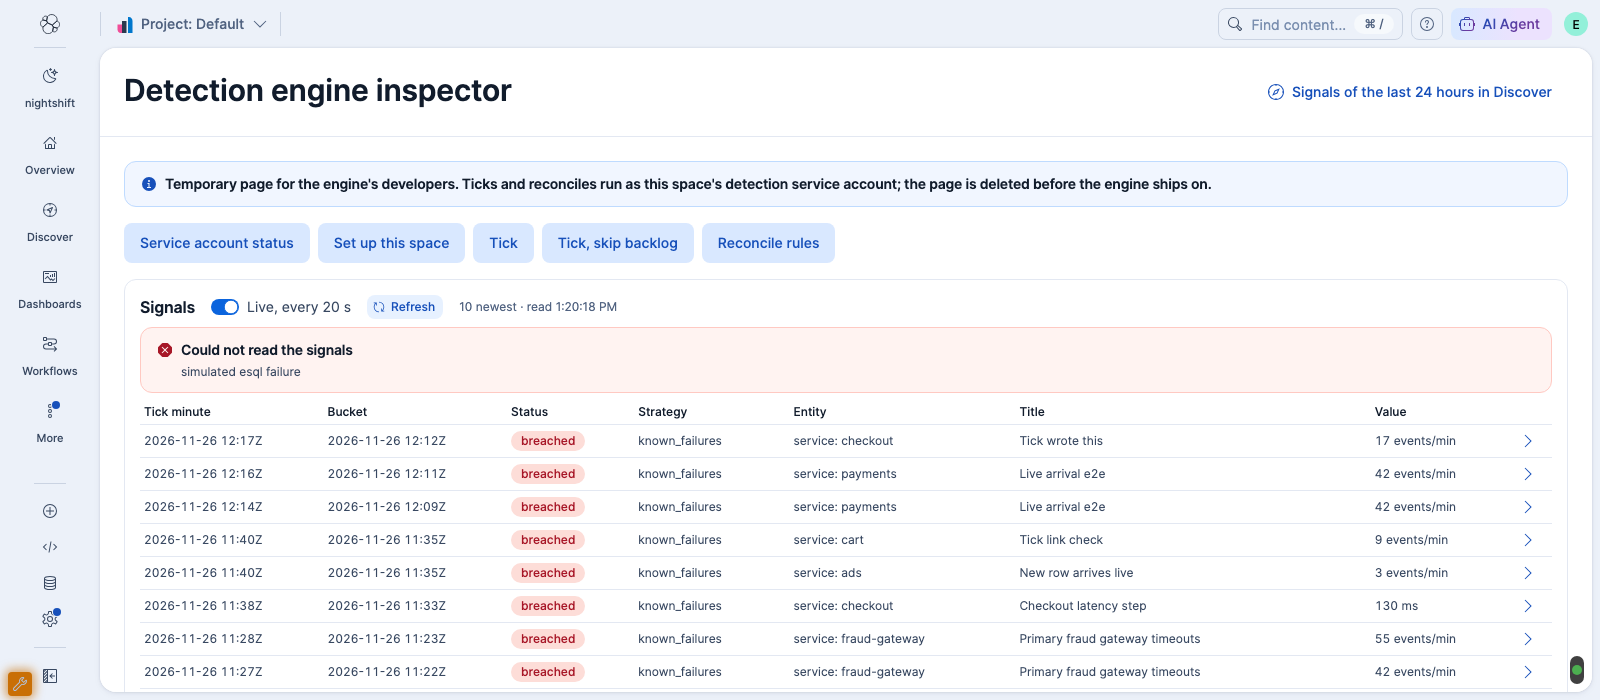 Project: Default
Find content...
⌘ /
AI Agent
E
nightshift
Overview
Discover
Dashboards
Workflows
More
Detection engine inspector
Signals of the last 24 hours in Discover
Temporary page for the engine's developers. Ticks and reconciles run as this space's detection service account; the page is deleted before the engine ships on.
Service account status
Set up this space
Tick
Tick, skip backlog
Reconcile rules
Signals
Live, every 20 s
Refresh
10 newest · read 1:20:18 PM
Could not read the signals
simulated esql failure
Tick minute Bucket Status Strategy Entity Title Value
2026-11-26 12:17Z 2026-11-26 12:12Z breached known_failures service: checkout Tick wrote this 17 events/min
2026-11-26 12:16Z 2026-11-26 12:11Z breached known_failures service: payments Live arrival e2e 42 events/min
2026-11-26 12:14Z 2026-11-26 12:09Z breached known_failures service: payments Live arrival e2e 42 events/min
2026-11-26 11:40Z 2026-11-26 11:35Z breached known_failures service: cart Tick link check 9 events/min
2026-11-26 11:40Z 2026-11-26 11:35Z breached known_failures service: ads New row arrives live 3 events/min
2026-11-26 11:38Z 2026-11-26 11:33Z breached known_failures service: checkout Checkout latency step 130 ms
2026-11-26 11:28Z 2026-11-26 11:23Z breached known_failures service: fraud-gateway Primary fraud gateway timeouts 55 events/min
2026-11-26 11:27Z 2026-11-26 11:22Z breached known_failures service: fraud-gateway Primary fraud gateway timeouts 42 events/min